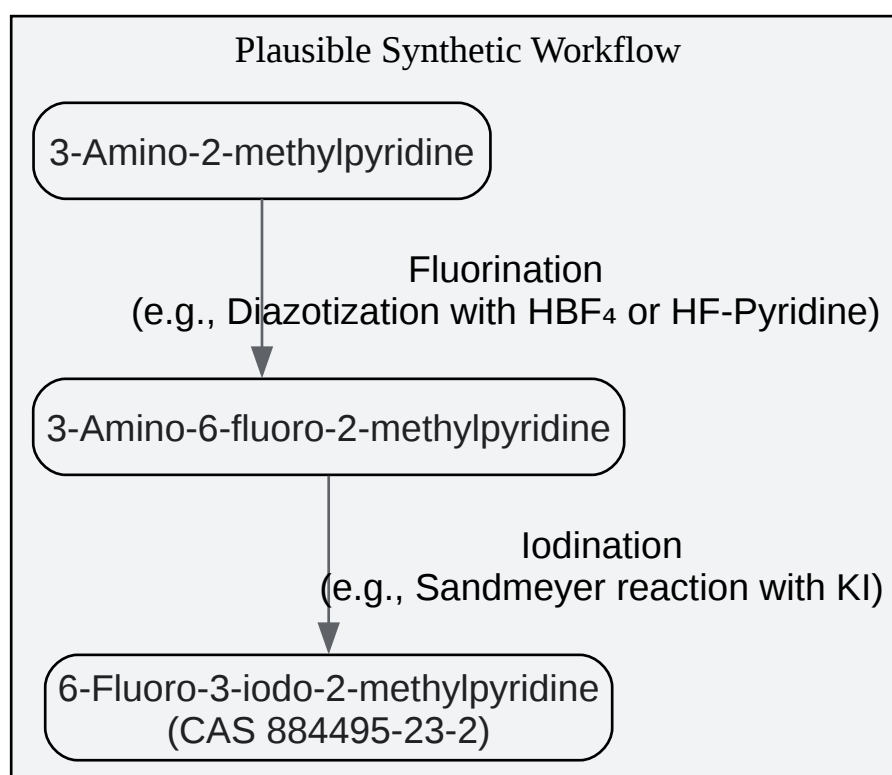 Plausible Synthetic Workflow
3-Amino-2-methylpyridine
Fluorination
(e.g., Diazotization with HBF₄ or HF-Pyridine)
3-Amino-6-fluoro-2-methylpyridine
Iodination
(e.g., Sandmeyer reaction with KI)
6-Fluoro-3-iodo-2-methylpyridine
(CAS 884495-23-2)